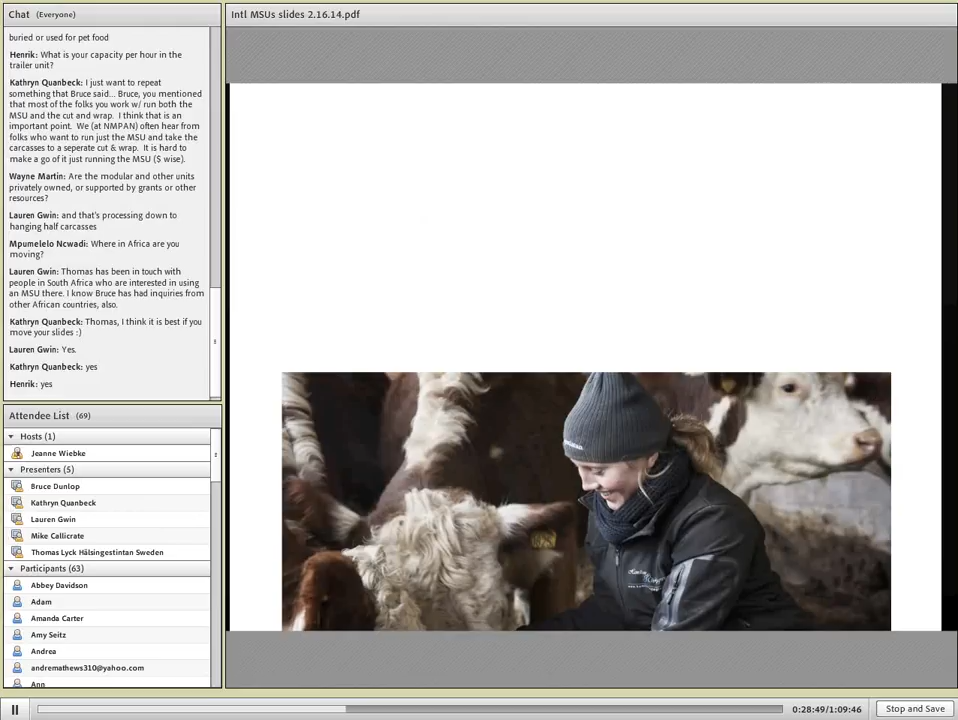 Chat (Everyone)
buried or used for pet food
Henrik: What is your capacity per hour in the
trailer unit?
Kathryn Quanbeck: I just want to repeat
something that Bruce said... Bruce, you mentioned
that most of the folks you work w/ run both the
MSU and the cut and wrap. I think that is an
important point. We (at NMPAN) often hear from
folks who want to run just the MSU and take the
carcasses to a seperate cut & wrap. It is hard to
make a go of it just running the MSU ($ wise).
Wayne Martin: Are the modular and other units
privately owned, or supported by grants or other
resources?
Lauren Gwin: and that's processing down to
hanging half carcasses
Mpumelelo Ncwadi: Where in Africa are you
moving?
Lauren Gwin: Thomas has been in touch with
people in South Africa who are interested in using
an MSU there. I know Bruce has had inquiries from
other African countries, also.
Kathryn Quanbeck: Thomas, I think it is best if you
move your slides :)
Lauren Gwin: Yes.
Kathryn Quanbeck: yes
Henrik: yes
Attendee List (69)
Hosts (1)
Jeanne Wiebke
Presenters (5)
Bruce Dunlop
Kathryn Quanbeck
Lauren Gwin
Mike Callicrate
Thomas Lyck Hälsingestintan Sweden
Participants (63)
Abbey Davidson
Adam
Amanda Carter
Amy Seitz
Andrea
andremathews310@yahoo.com
Ann
Intl MSUs slides 2.16.14.pdf
0:28:49/1:09:46
Stop and Save